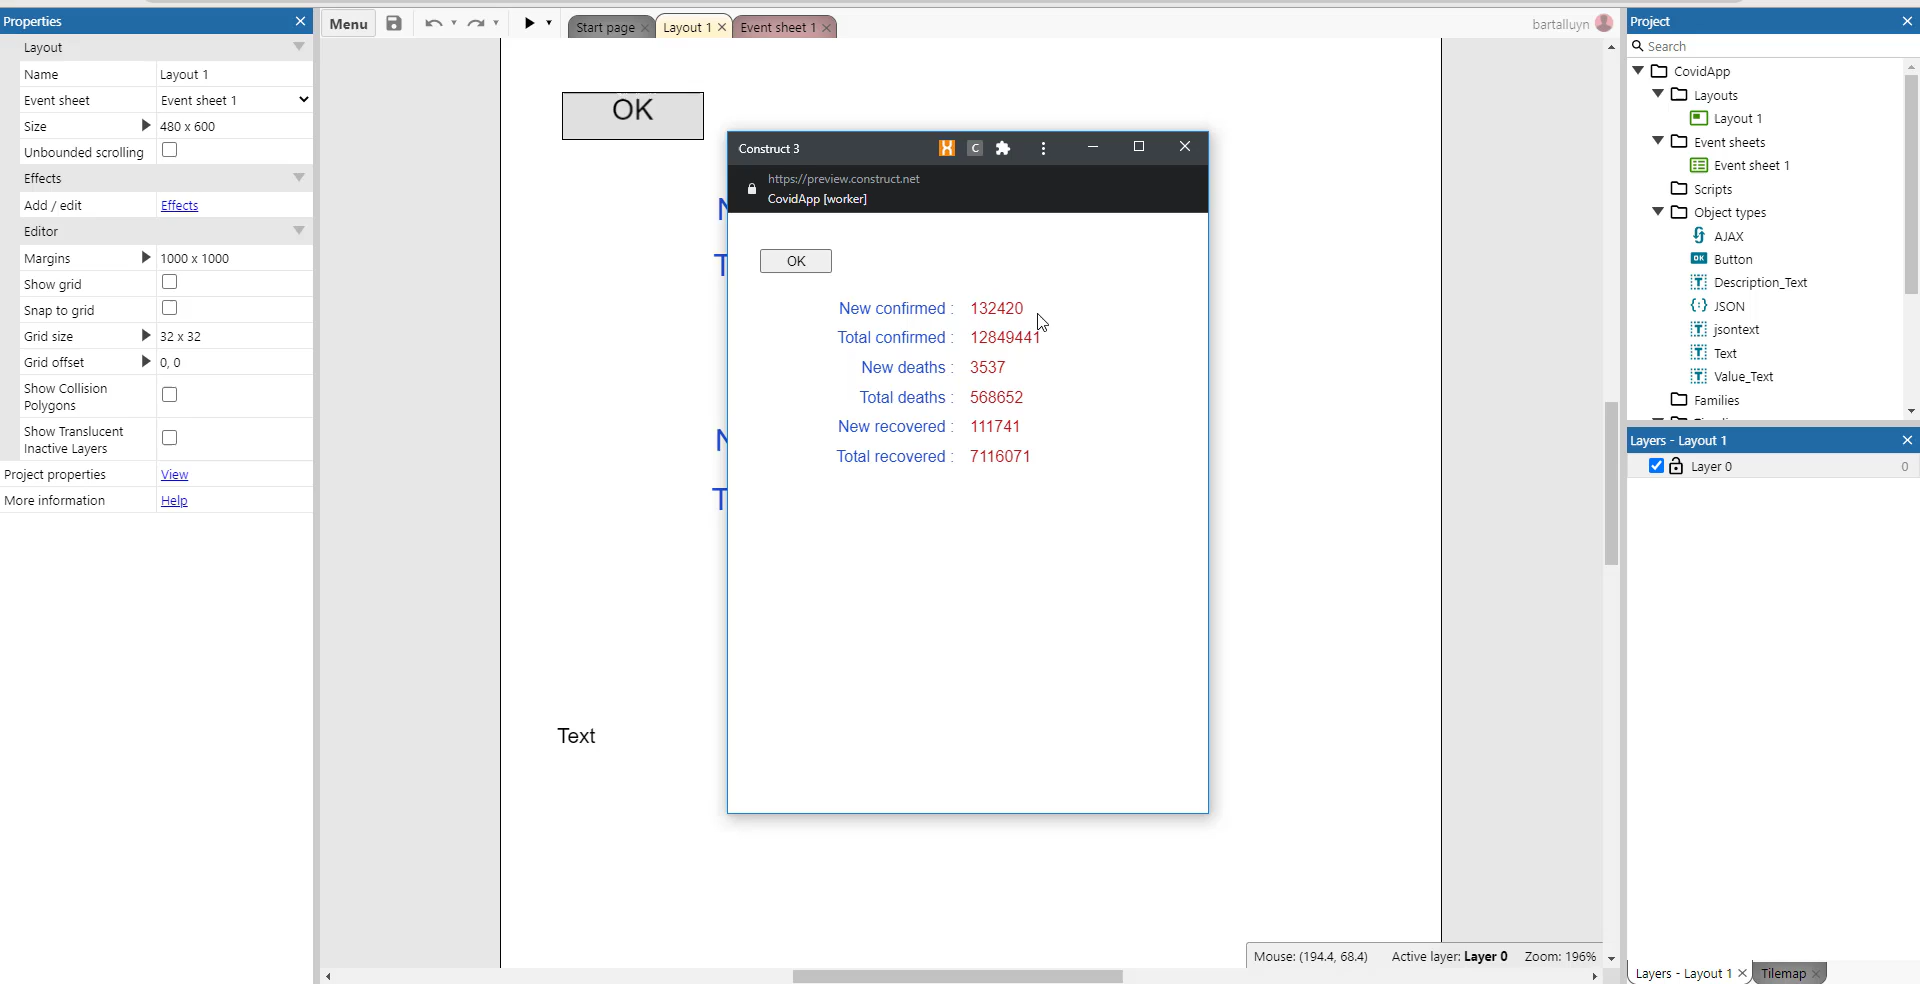 Properties
Layout
Name Layout 1
Event sheet Event sheet 1
Size 480 x 600
Unbounded scrolling
Effects
Add / edit Effects
Editor
Margins 1000 x 1000
Show grid
Snap to grid
Grid size 32 x 32
Grid offset 0, 0
Show Collision
Polygons
Show Translucent
Inactive Layers
Project properties View
More information Help
Menu
Start page
Layout 1
Event sheet 1
bartalluyn
OK
Text
Construct 3
C
https://preview.construct.net
CovidApp [worker]
OK
New confirmed : 132420
Total confirmed : 12849441
New deaths : 3537
Total deaths : 568652
New recovered : 111741
Total recovered : 7116071
N
T
N
T
Mouse: (194.4, 68.4) Active layer: Layer 0 Zoom: 196%
Project
Search
CovidApp
Layouts
Layout 1
Event sheets
Event sheet 1
Scripts
Object types
AJAX
OK Button
Description_Text
JSON
jsontext
Text
Value_Text
Families
Layers - Layout 1
Layer 0 0
Layers - Layout 1 Tilemap